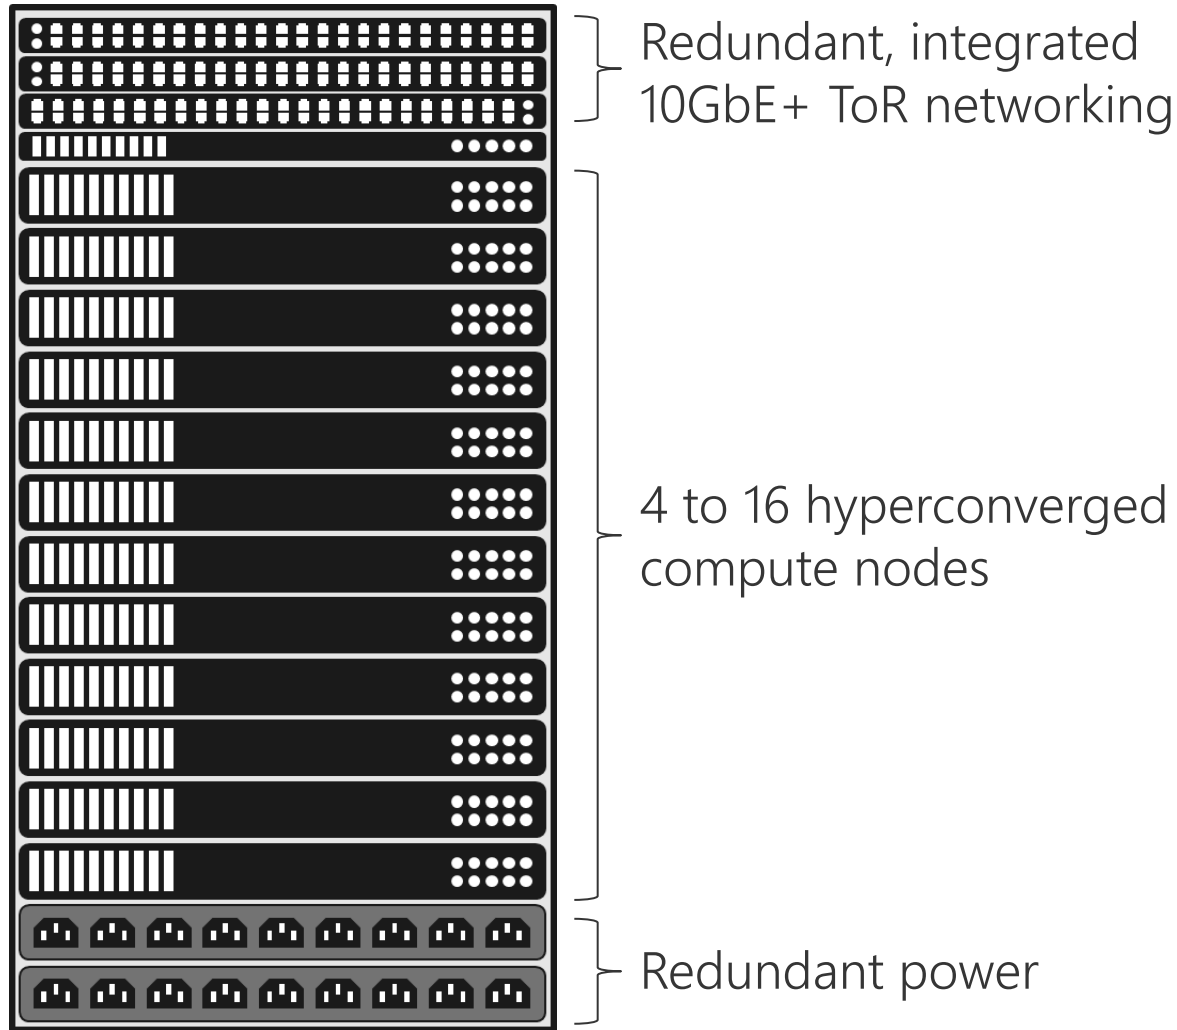 Redundant, integrated
10GbE+ ToR networking
4 to 16 hyperconverged
compute nodes
Redundant power